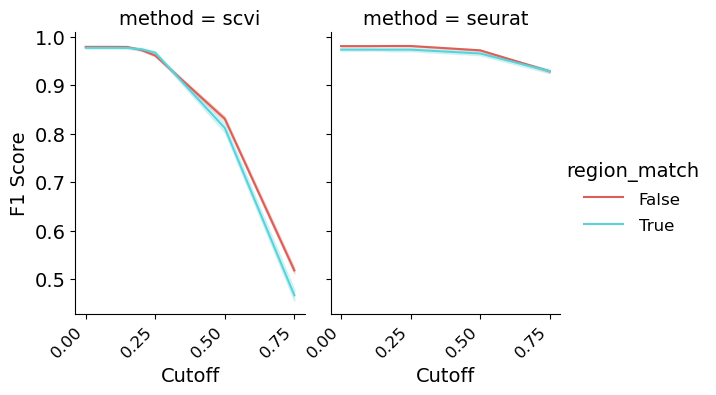 method = scvi
method = seurat
1.0
0.9
0.8
0.7
0.6
0.5
F1 Score
0.00
0.25
0.50
0.75
0.00
0.25
0.50
0.75
Cutoff
Cutoff
region_match
False
True